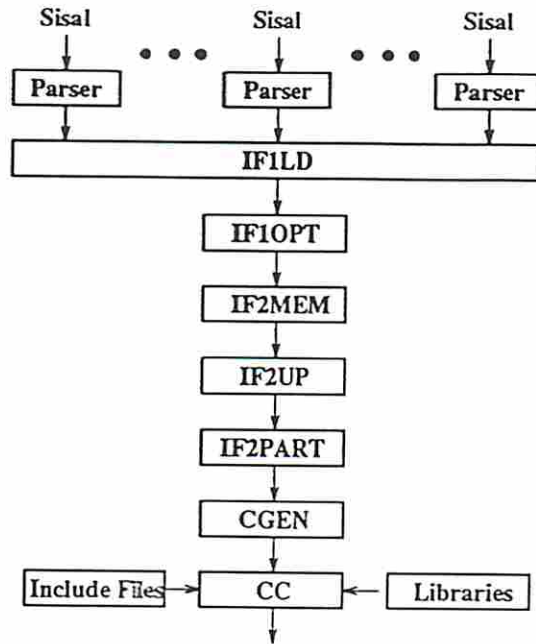 Sisal Sisal Sisal
Parser Parser Parser
IF1LD
IF1OPT
IF2MEM
IF2UP
IF2PART
CGEN
Include Files CC Libraries